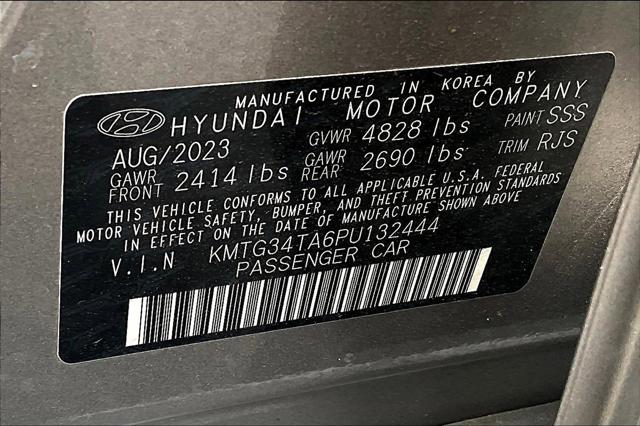 MANUFACTURED IN KOREA BY
HYUNDAI MOTOR COMPANY
AUG/2023 GVWR 4828 lbs PAINT SSS
GAWR FRONT 2414 lbs GAWR REAR 2690 lbs TRIM RJS
THIS VEHICLE CONFORMS TO ALL APPLICABLE U.S.A. FEDERAL
MOTOR VEHICLE SAFETY, BUMPER, AND THEFT PREVENTION STANDARDS
IN EFFECT ON THE DATE OF MANUFACTURE SHOWN ABOVE
V.I.N KMTG34TA6PU132444
PASSENGER CAR